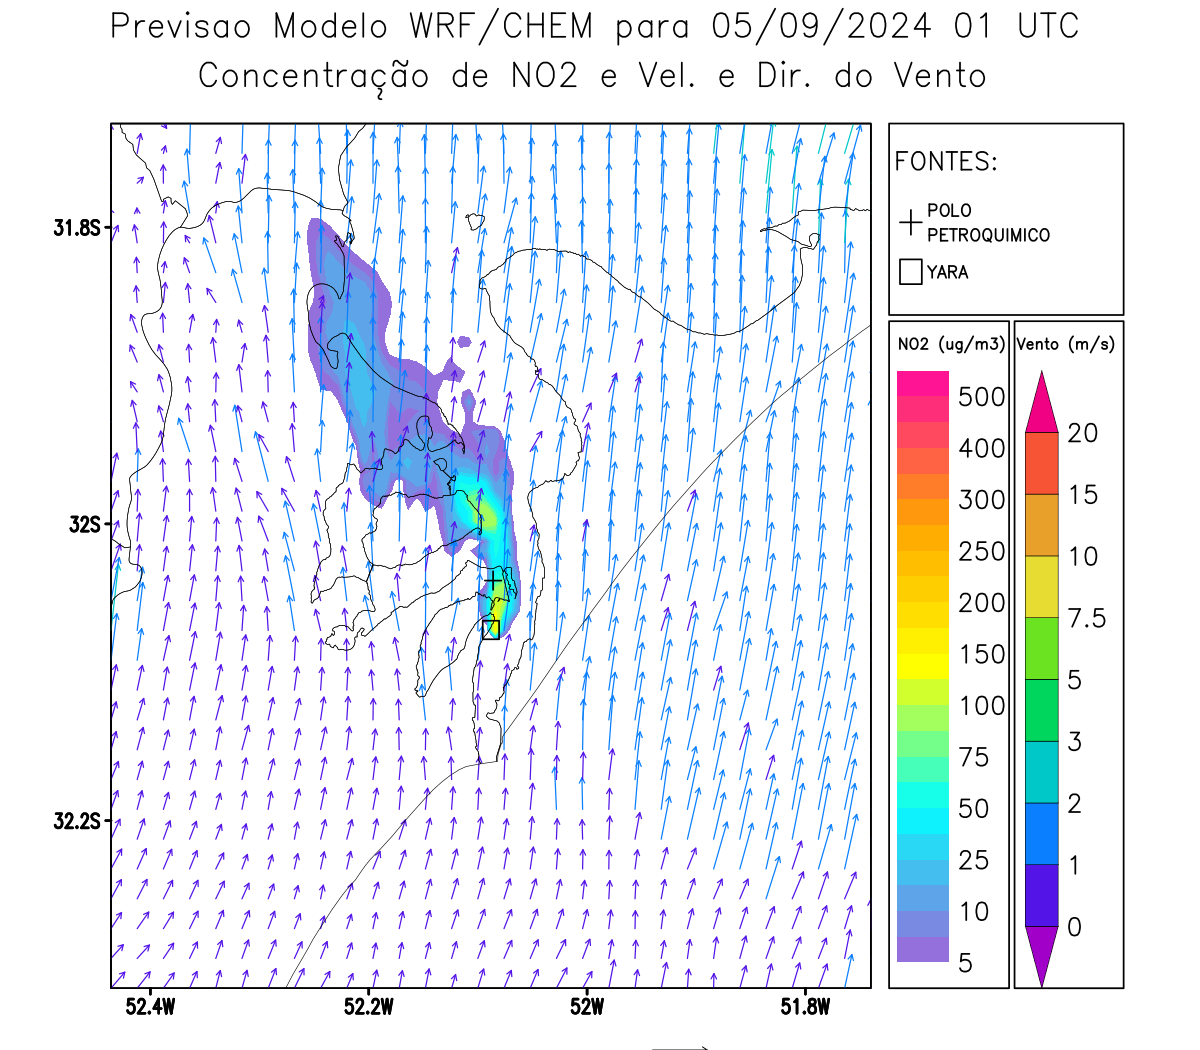 Previsao Modelo WRF/CHEM para 05/09/2024 01 UTC
Concentração de NO2 e Vel. e Dir. do Vento
FONTES:
POLO
PETROQUIMICO
YARA
NO2 (ug/m3)
500
400
300
250
200
150
100
75
50
25
10
5
Vento (m/s)
20
15
10
7.5
5
3
2
1
0
31.8S
32S
32.2S
52.4W
52.2W
52W
51.8W